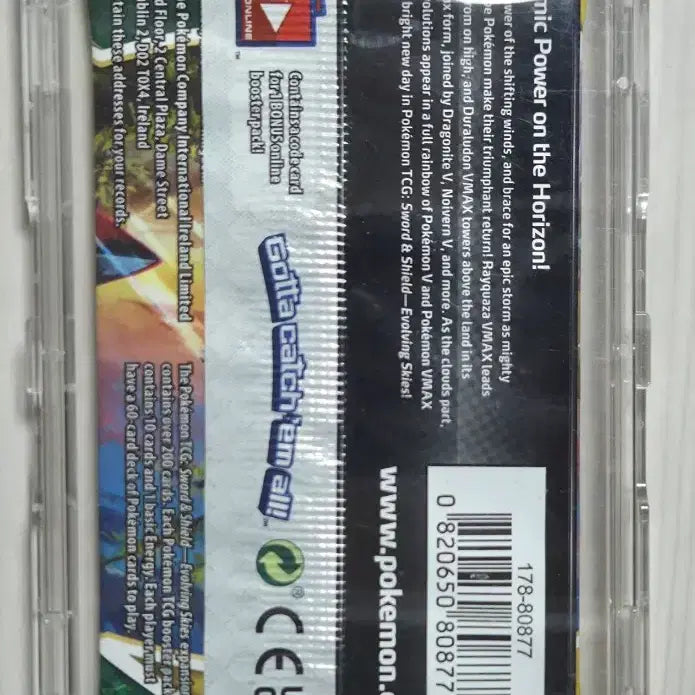 mic Power on the Horizon!
wer of the shifting winds, and brace for an epic storm as mighty
e Pokémon make their triumphant return! Rayquaza VMAX leads
m on high, and Duraludon VMAX towers above the land in its
x form, joined by Dragonite V, Noivern V, and more. As the clouds part,
olutions appear in a full rainbow of Pokémon V and Pokémon VMAX
bright new day in Pokémon TCG: Sword & Shield—Evolving Skies!
www.pokemon.c
178-80877
0 820650 80877
ONLINE
™
Contains a code card
for 1 BONUS online
booster pack!
Gotta catch 'em all!™
®
CE
e Pokémon Company International Ireland Limited
d Floor, 2 Central Plaza, Dame Street
blin 2, D02 T0X4, Ireland
tain these addresses for your records.
The Pokémon TCG: Sword & Shield—Evolving Skies expansion
contains over 200 cards. Each Pokémon TCG booster pack
contains 10 cards and 1 basic Energy. Each player must
have a 60-card deck of Pokémon cards to play.